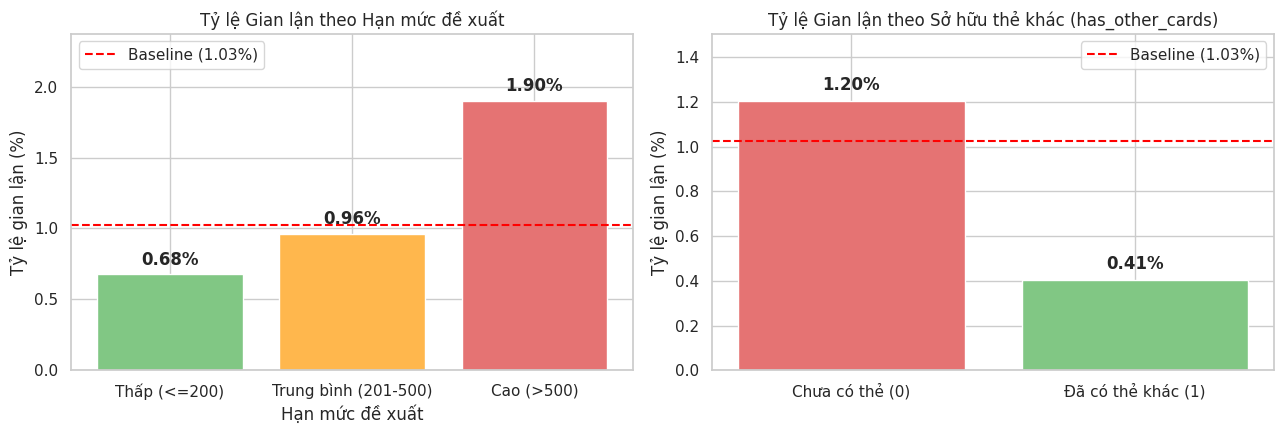 Tỷ lệ Gian lận theo Hạn mức đề xuất
Baseline (1.03%)
Tỷ lệ gian lận (%)
2.0
1.5
1.0
0.5
0.0
0.68%
0.96%
1.90%
Thấp (<=200)
Trung bình (201-500)
Cao (>500)
Hạn mức đề xuất
Tỷ lệ Gian lận theo Sở hữu thẻ khác (has_other_cards)
Baseline (1.03%)
Tỷ lệ gian lận (%)
1.4
1.2
1.0
0.8
0.6
0.4
0.2
0.0
1.20%
0.41%
Chưa có thẻ (0)
Đã có thẻ khác (1)